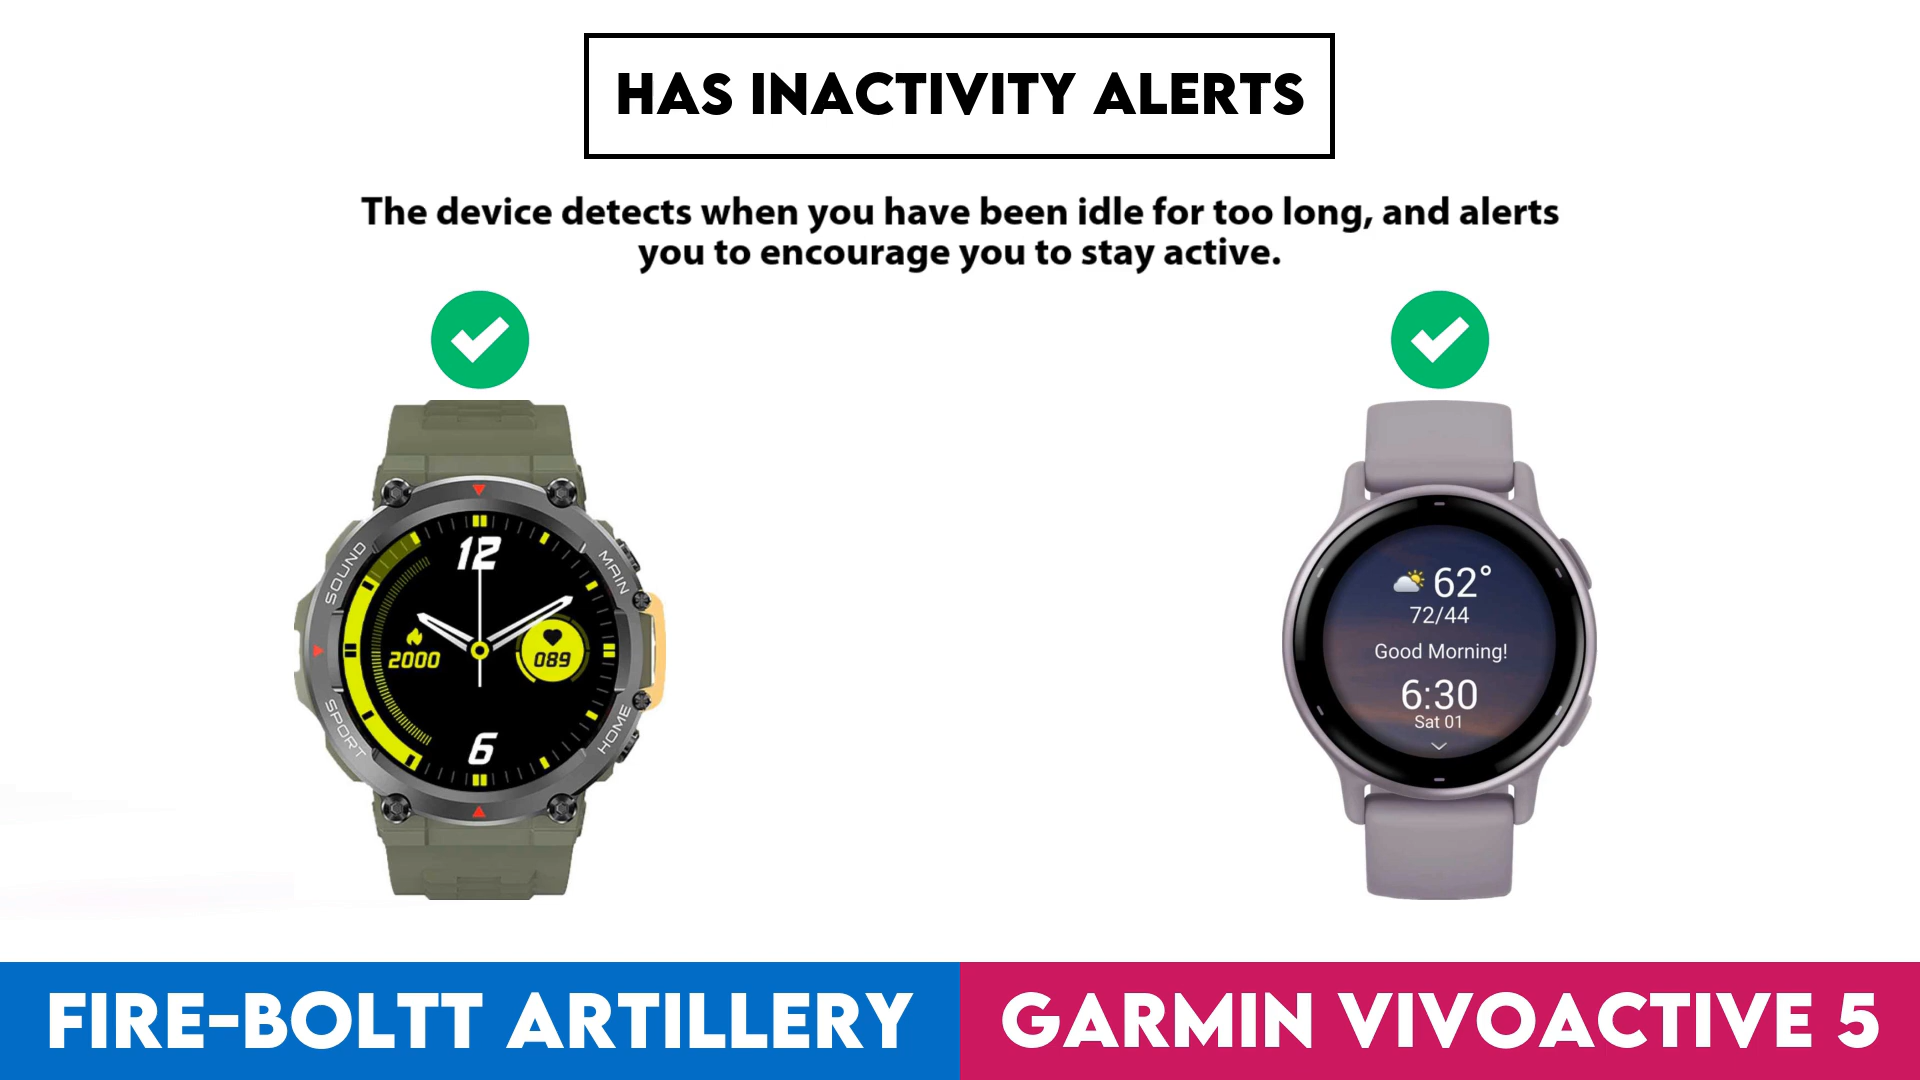 HAS INACTIVITY ALERTS
The device detects when you have been idle for too long, and alerts
you to encourage you to stay active.
SOUND
MAIN
12
2000
089
6
SPORT
HOME
62°
72/44
Good Morning!
6:30
Sat 01
FIRE-BOLTT ARTILLERY
GARMIN VIVOACTIVE 5